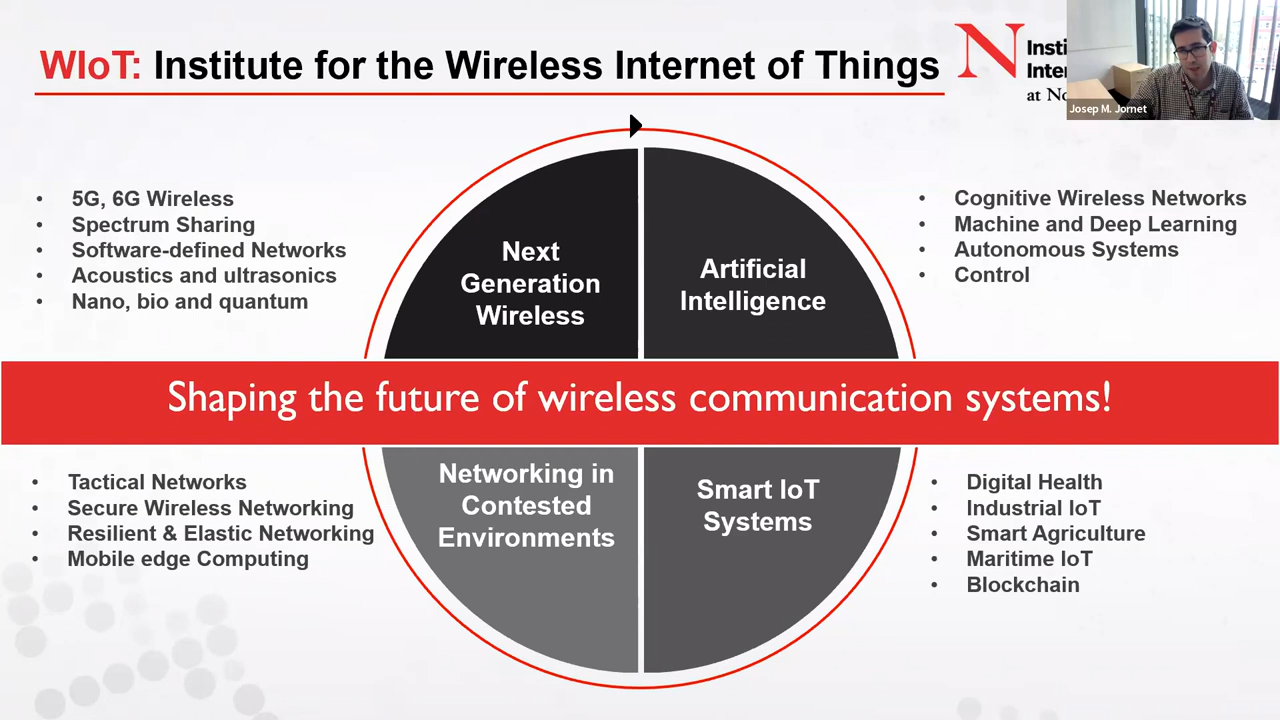 WIoT: Institute for the Wireless Internet of Things
N
Insti
Inter
at No
Josep M. Jornet
• 5G, 6G Wireless
• Spectrum Sharing
• Software-defined Networks
• Acoustics and ultrasonics
• Nano, bio and quantum
Next
Generation
Wireless
Artificial
Intelligence
• Cognitive Wireless Networks
• Machine and Deep Learning
• Autonomous Systems
• Control
Shaping the future of wireless communication systems!
• Tactical Networks
• Secure Wireless Networking
• Resilient & Elastic Networking
• Mobile edge Computing
Networking in
Contested
Environments
Smart IoT
Systems
• Digital Health
• Industrial IoT
• Smart Agriculture
• Maritime IoT
• Blockchain